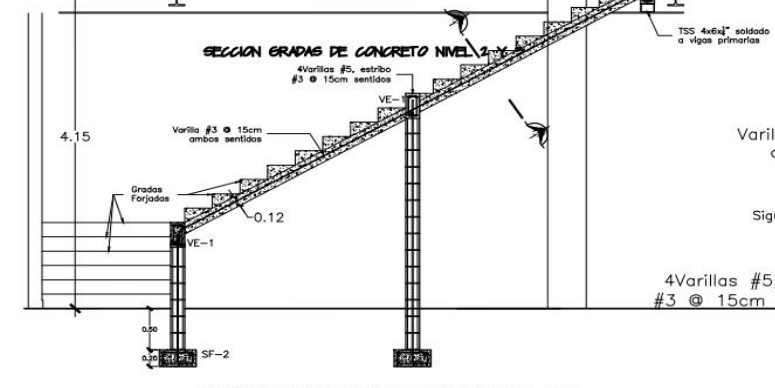 TSS 4x6x¼" soldado
a vigas primarias
SECCION GRADAS DE CONCRETO NIVEL 2 Y
4Varillas #5, estribo
#3 @ 15cm sentidos
VE-1
Varilla #3 @ 15cm
ambos sentidos
4.15
Gradas
Forjadas
0.12
VE-1
0.50
0.20
SF-2
Varil
Sigu
4Varillas #5,
#3 @ 15cm